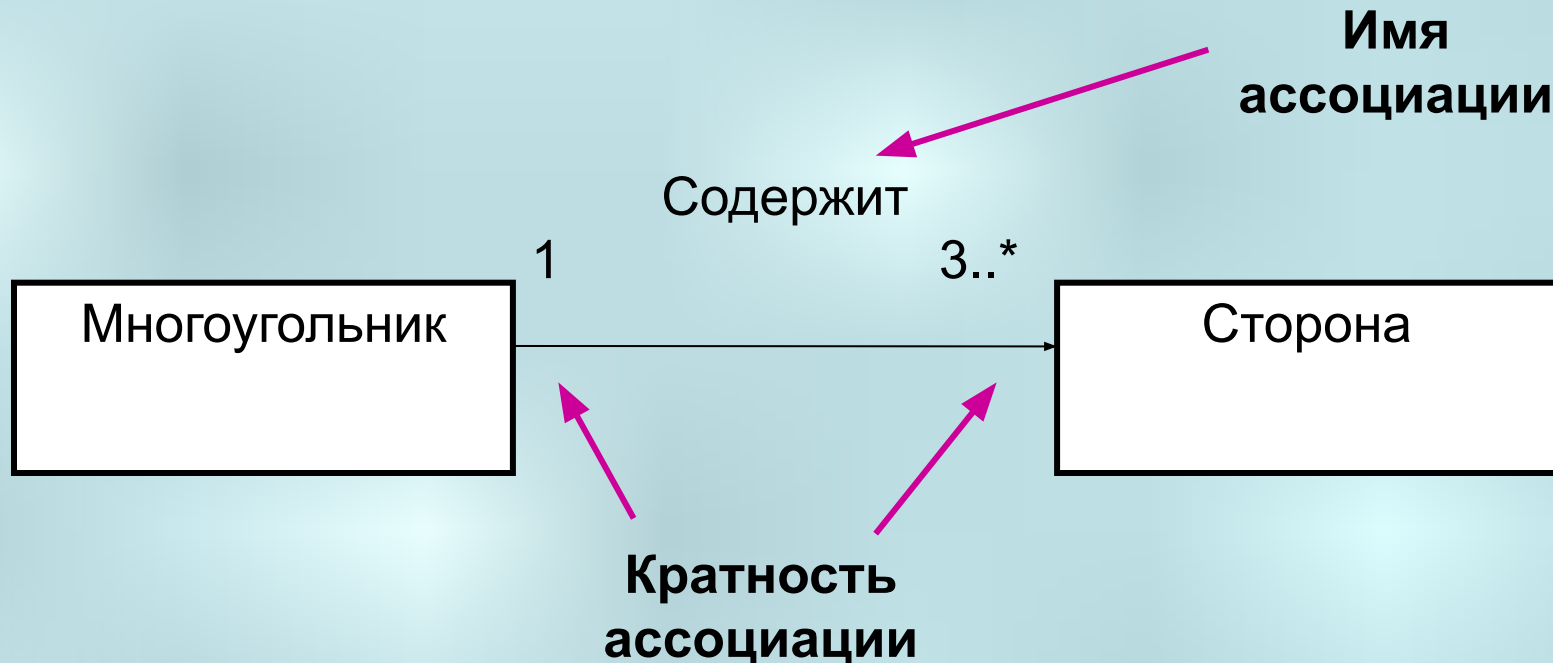 Имя
ассоциации
Содержит
1
3..*
Многоугольник
Сторона
Кратность
ассоциации